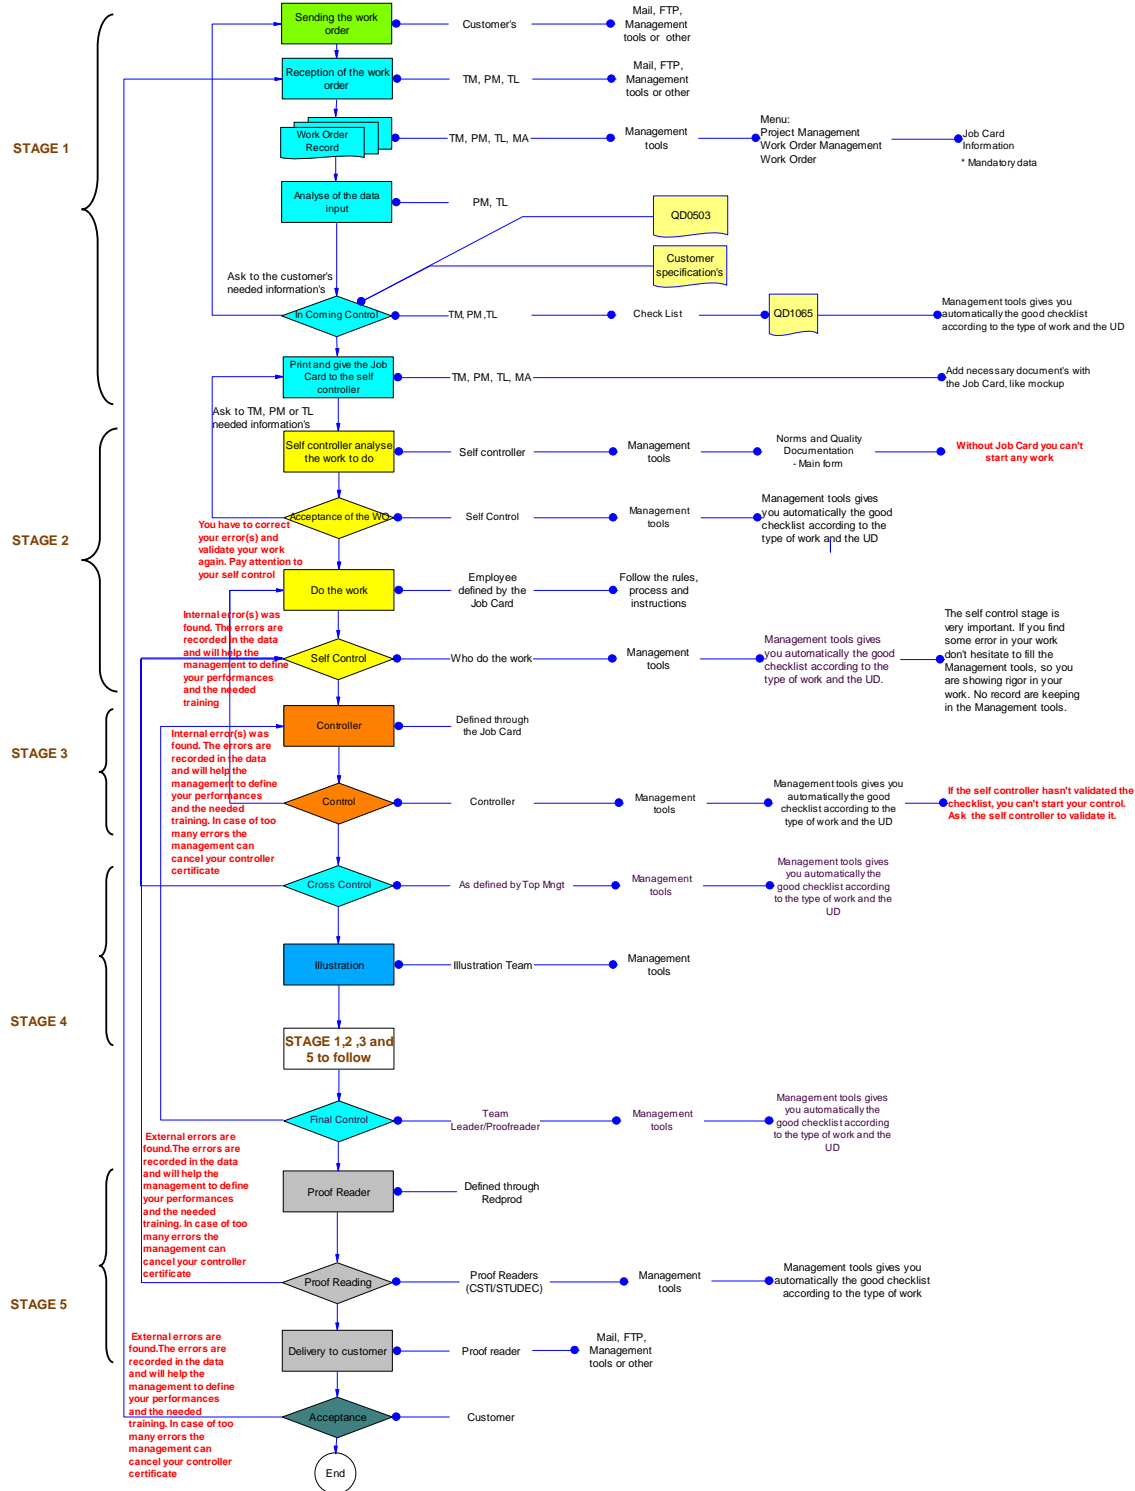 Sending the work
order
Customer's
Mail, FTP,
Management
tools or  other
Reception of the work
order
TM, PM, TL
Mail, FTP,
Management
tools or other
STAGE 1
Work Order
Record
TM, PM, TL, MA
Management
tools
Menu:
Project Management
Work Order Management
Work Order
Job Card
Information
* Mandatory data
Analyse of the data
input
PM, TL
QD0503
Customer
specification's
Ask to the customer's
needed information's
In Coming Control
TM, PM,TL
Check List
QD1065
Management tools gives you
automatically the good checklist
according to the type of work and the UD
Print and give the Job
Card to the self
controller
TM, PM, TL, MA
Add necessary document's with
the Job Card, like mockup
Ask to TM, PM or TL
needed information's
STAGE 2
Self controller analyse
the work to do
Self controller
Management
tools
Norms and Quality
Documentation
- Main form
Without Job Card you can't
start any work
Acceptance of the WO
Self Control
Management
tools
Management tools gives
you automatically the good
checklist according to the
type of work and the UD
You have to correct
your error(s) and
validate your work
again. Pay attention to
your self control
Do the work
Employee
defined by the
Job Card
Follow the rules,
process and
instructions
Internal error(s) was
found. The errors are
recorded in the data
and will help the
management to define
your performances
and the needed
training
Self Control
Who do the work
Management
tools
Management tools gives
you automatically the good
checklist according to the
type of work and the UD.
The self control stage is
very important. If you find
some error in your work
don't hesitate to fill the
Management tools, so you
are showing rigor in your
work. No record are keeping
in the Management tools.
STAGE 3
Controller
Defined through
the Job Card
Internal error(s) was
found. The errors are
recorded in the data
and will help the
management to define
your performances
and the needed
training. In case of too
many errors the
management can
cancel your controller
certificate
Control
Controller
Management
tools
Management tools gives you
automatically the good
checklist according to the
type of work and the UD
If the self controller hasn't validated the
checklist, you can't start your control.
Ask  the self controller to validate it.
STAGE 4
Cross Control
As defined by Top Mngt
Management
tools
Management tools gives
you automatically the
good checklist according
to the type of work and the
UD
Illustration
Illustration Team
Management
tools
STAGE 1,2 ,3 and
5 to follow
Final Control
Team
Leader/Proofreader
Management
tools
Management tools gives
you automatically the
good checklist according
to the type of work and the
UD
External errors are
found.The errors are
recorded in the data
and will help the
management to define
your performances
and the needed
training. In case of too
many errors the
management can
cancel your controller
certificate
STAGE 5
Proof Reader
Defined through
Redprod
Proof Reading
Proof Readers
(CSTI/STUDEC)
Management
tools
Management tools gives you
automatically the good checklist
according to the type of work
Delivery to customer
Proof reader
Mail, FTP,
Management
tools or other
External errors are
found.The errors are
recorded in the data
and will help the
management to define
your performances
and the needed
training. In case of too
many errors the
management can
cancel your controller
certificate
Acceptance
Customer
End